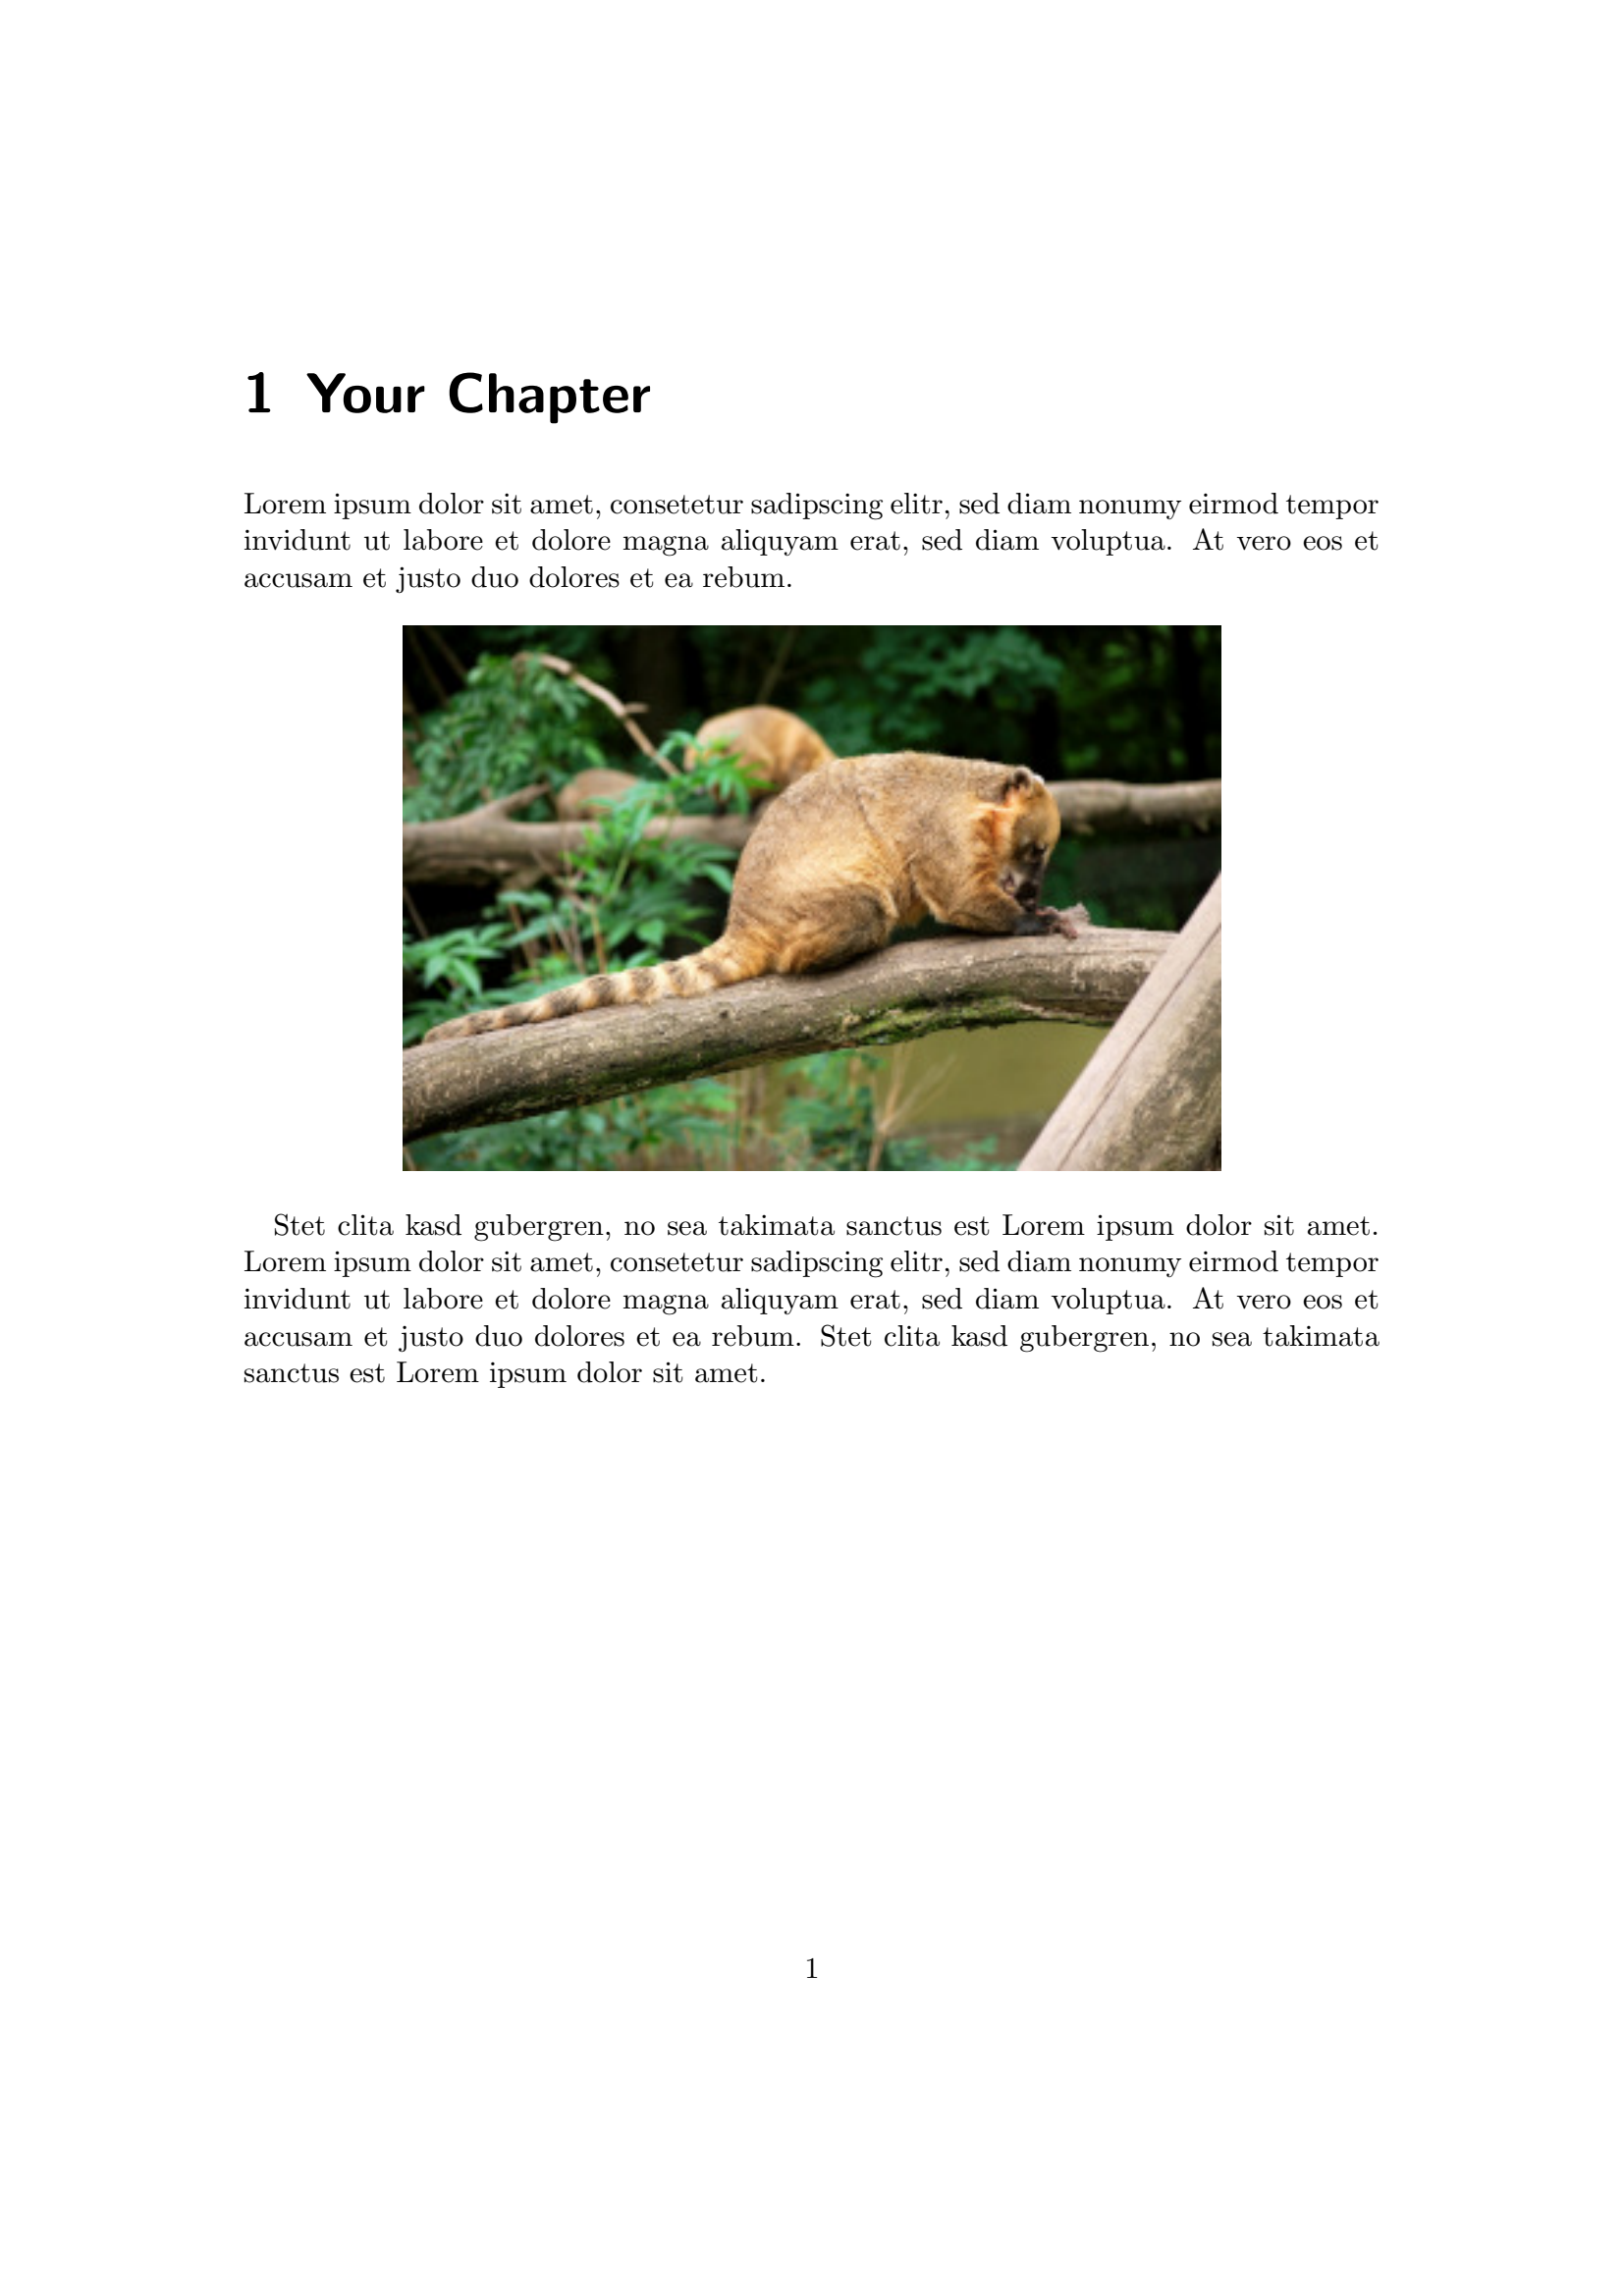 1 Your Chapter
Lorem ipsum dolor sit amet, consetetur sadipscing elitr, sed diam nonumy eirmod tempor
invidunt ut labore et dolore magna aliquyam erat, sed diam voluptua. At vero eos et
accusam et justo duo dolores et ea rebum.
Stet clita kasd gubergren, no sea takimata sanctus est Lorem ipsum dolor sit amet.
Lorem ipsum dolor sit amet, consetetur sadipscing elitr, sed diam nonumy eirmod tempor
invidunt ut labore et dolore magna aliquyam erat, sed diam voluptua. At vero eos et
accusam et justo duo dolores et ea rebum. Stet clita kasd gubergren, no sea takimata
sanctus est Lorem ipsum dolor sit amet.
1